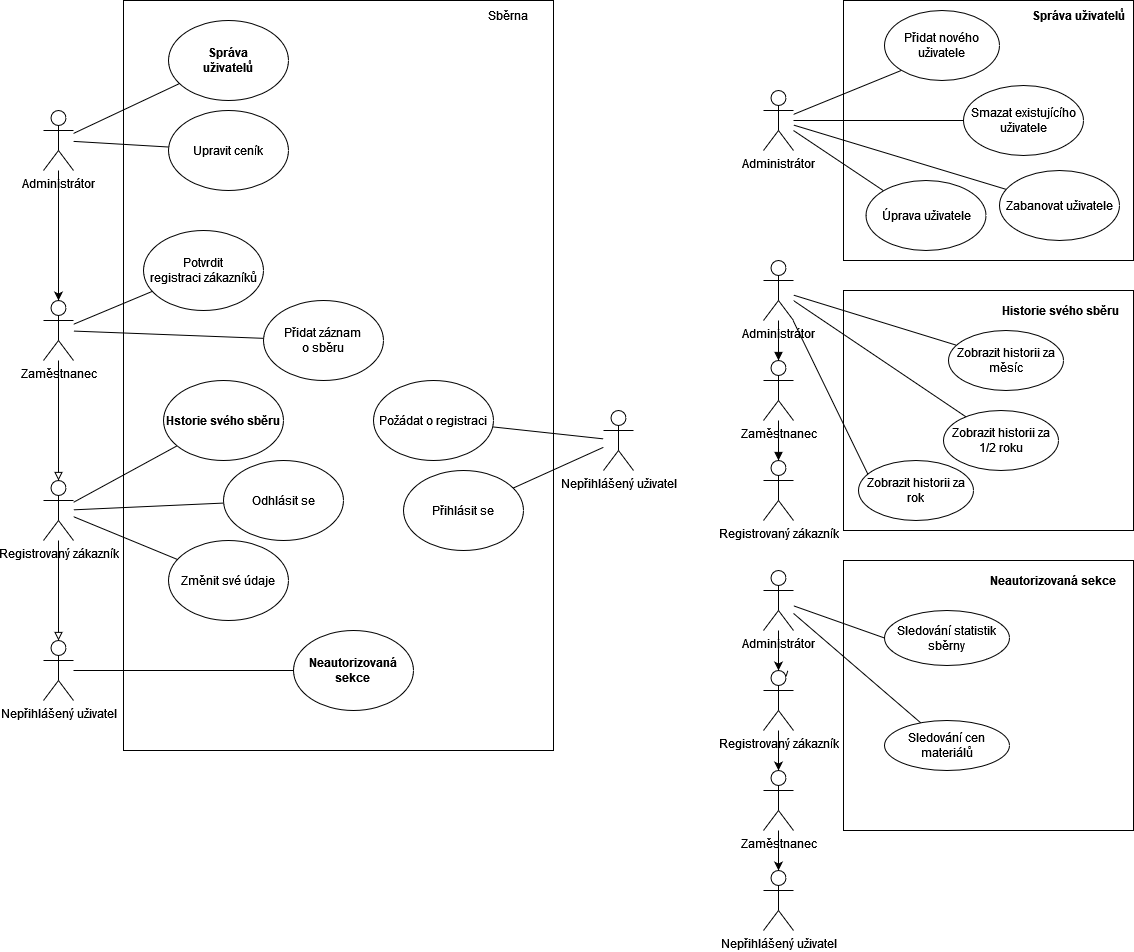 Sběrna
Správa
uživatelů
Upravit ceník
Administrátor
Potvrdit
registraci zákazníků
Přidat záznam
o sběru
Zaměstnanec
Hstorie svého sběru
Požádat o registraci
Odhlásit se
Přihlásit se
Nepřihlášený uživatel
Registrovaný zákazník
Změnit své údaje
Neautorizovaná
sekce
Nepřihlášený uživatel
Správa uživatelů
Přidat nového
uživatele
Smazat existujícího
uživatele
Administrátor
Úprava uživatele
Zabanovat uživatele
Historie svého sběru
Administrátor
Zobrazit historii za
měsíc
Zaměstnanec
Zobrazit historii za
1/2 roku
Zobrazit historii za
rok
Registrovaný zákazník
Neautorizovaná sekce
Sledování statistik
sběrny
Administrátor
Registrovaný zákazník
Sledování cen
materiálů
Zaměstnanec
Nepřihlášený uživatel